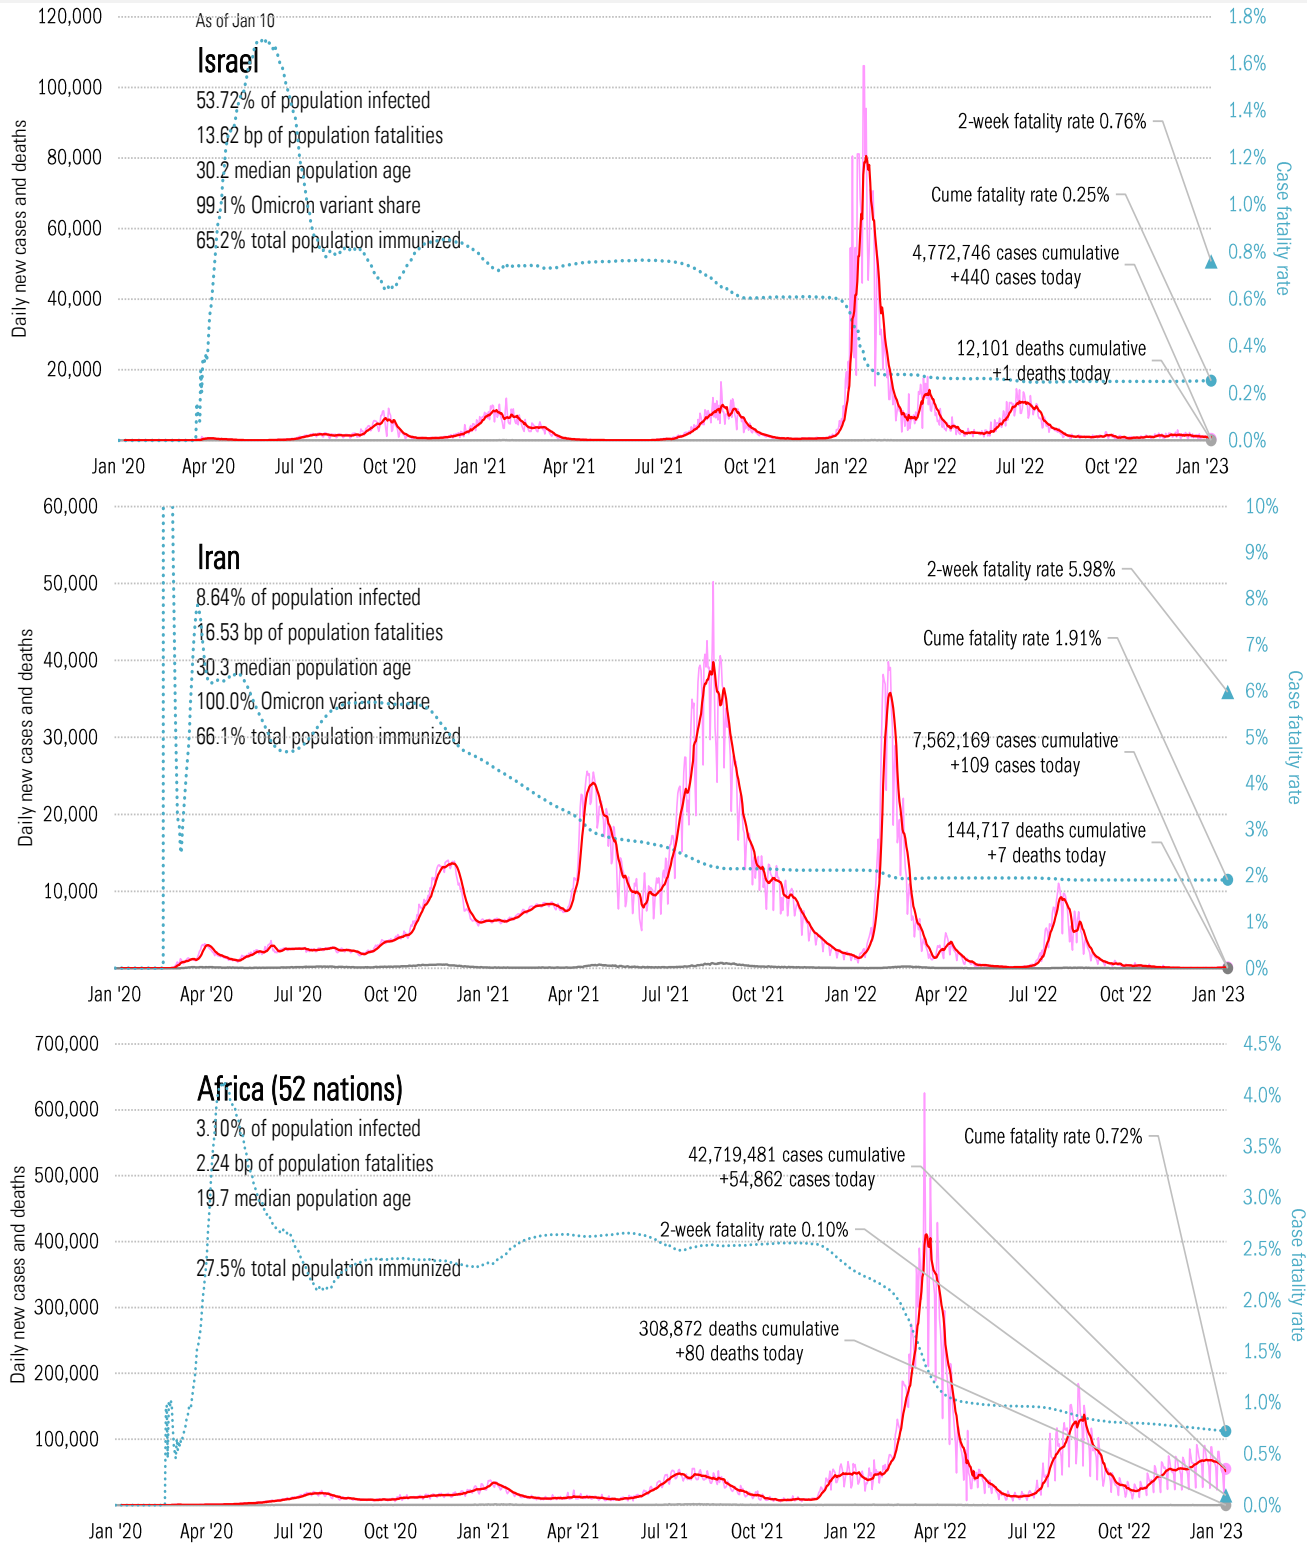 120,000
As of Jan 10
1.8%
Israel
1.6%
100,000
53.72% of population infected
1.4%
13.62 bp of population fatalities
2-week fatality rate 0.76%
80,000
30.2 median population age
1.2%
99.1% Omicron variant share
Cume fatality rate 0.25%
1.0%
60,000
65.2% total population immunized
4,772,746 cases cumulative
+440 cases today
0.8%
40,000
0.6%
12,101 deaths cumulative
+1 deaths today
0.4%
20,000
0.2%
0.0%
Daily new cases and deaths
Case fatality rate
Jan '20 Apr '20 Jul '20 Oct '20 Jan '21 Apr '21 Jul '21 Oct '21 Jan '22 Apr '22 Jul '22 Oct '22 Jan '23
60,000
10%
Iran
9%
50,000
8.64% of population infected
2-week fatality rate 5.98%
8%
16.53 bp of population fatalities
Cume fatality rate 1.91%
7%
40,000
30.3 median population age
6%
100.0% Omicron variant share
30,000
66.1% total population immunized
7,562,169 cases cumulative
+109 cases today
5%
4%
20,000
144,717 deaths cumulative
+7 deaths today
3%
10,000
2%
1%
0%
Daily new cases and deaths
Case fatality rate
Jan '20 Apr '20 Jul '20 Oct '20 Jan '21 Apr '21 Jul '21 Oct '21 Jan '22 Apr '22 Jul '22 Oct '22 Jan '23
700,000
4.5%
Africa (52 nations)
4.0%
600,000
3.10% of population infected
Cume fatality rate 0.72%
3.5%
2.24 bp of population fatalities
42,719,481 cases cumulative
+54,862 cases today
500,000
19.7 median population age
3.0%
2-week fatality rate 0.10%
400,000
2.5%
27.5% total population immunized
300,000
2.0%
308,872 deaths cumulative
+80 deaths today
1.5%
200,000
1.0%
100,000
0.5%
0.0%
Daily new cases and deaths
Case fatality rate
Jan '20 Apr '20 Jul '20 Oct '20 Jan '21 Apr '21 Jul '21 Oct '21 Jan '22 Apr '22 Jul '22 Oct '22 Jan '23